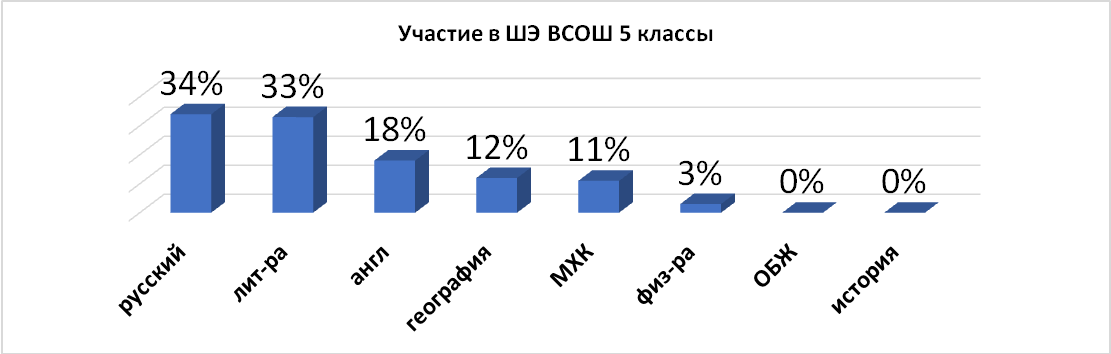 Участие в ШЭ ВСОШ 5 классы
34% 33% 18% 12% 11% 3% 0% 0%
русский лит-ра англ география МХК физ-ра ОБЖ история